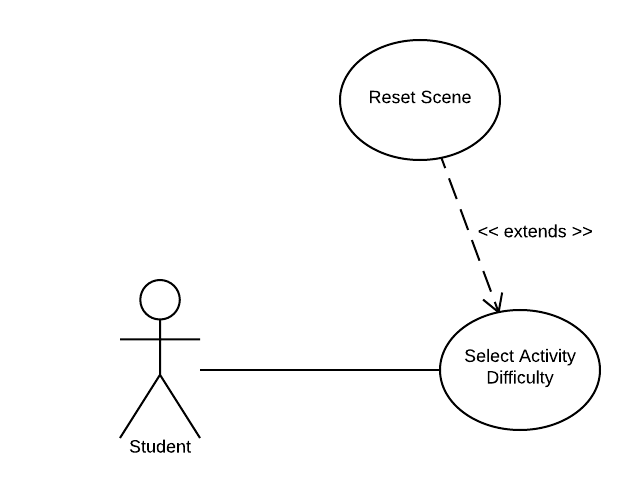 Reset Scene
<< extends >>
Select Activity
Difficulty
Student